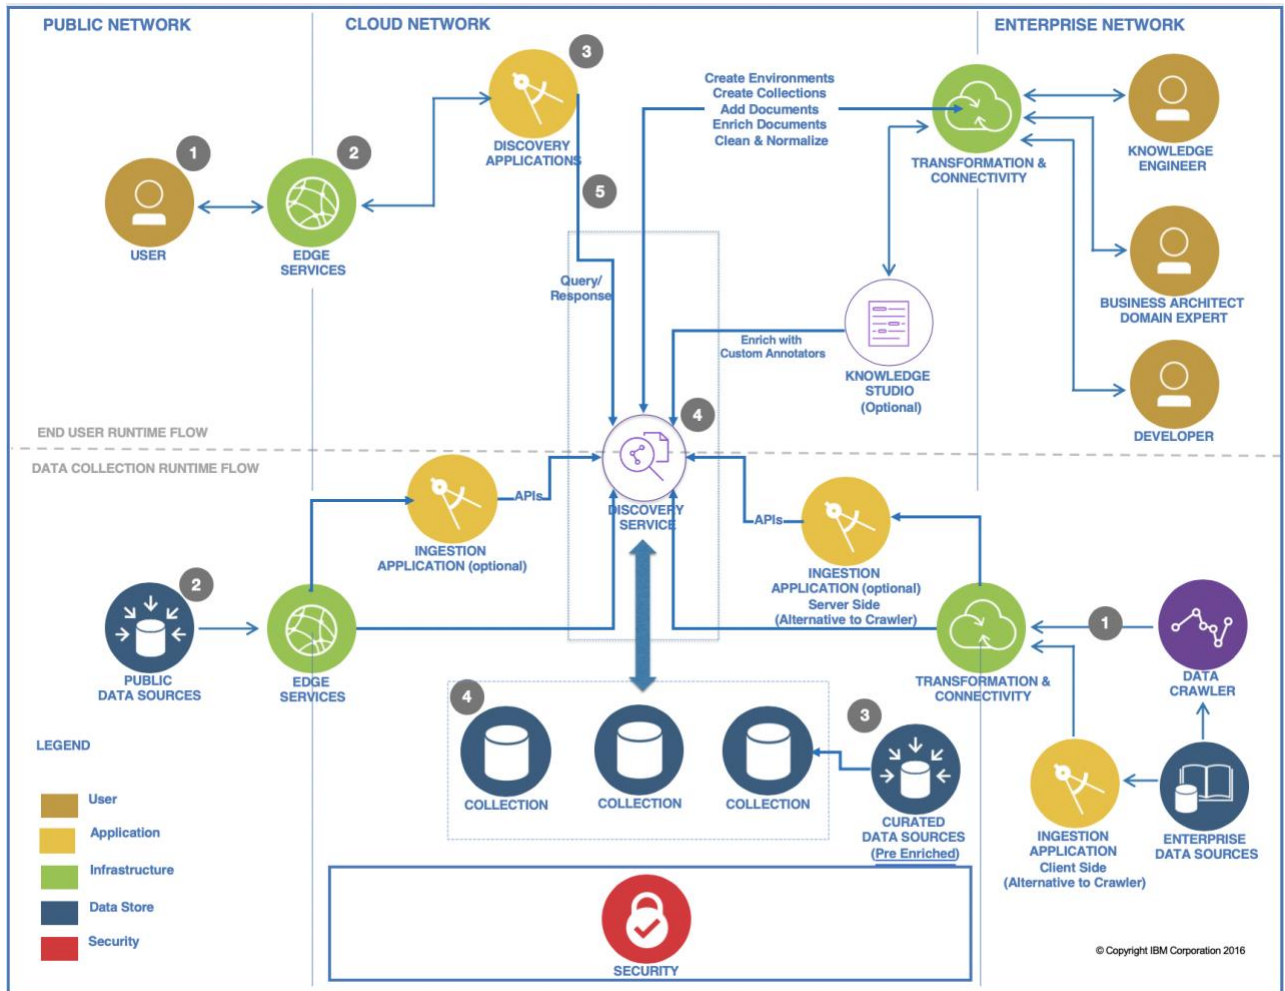 PUBLIC NETWORK
CLOUD NETWORK
ENTERPRISE NETWORK
3
DISCOVERY
APPLICATIONS
Create Environments
Create Collections
Add Documents
Enrich Documents
Clean & Normalize
TRANSFORMATION &
CONNECTIVITY
KNOWLEDGE
ENGINEER
1
USER
2
EDGE
SERVICES
5
Query/
Response
BUSINESS ARCHITECT
DOMAIN EXPERT
Enrich with
Custom Annotators
KNOWLEDGE
STUDIO
(Optional)
DEVELOPER
4
END USER RUNTIME FLOW
DATA COLLECTION RUNTIME FLOW
APIs
DISCOVERY
SERVICE
APIs
INGESTION
APPLICATION (optional)
INGESTION
APPLICATION (optional)
Server Side
(Alternative to Crawler)
2
PUBLIC
DATA SOURCES
EDGE
SERVICES
TRANSFORMATION &
CONNECTIVITY
1
DATA
CRAWLER
4
COLLECTION
COLLECTION
COLLECTION
3
CURATED
DATA SOURCES
(Pre Enriched)
INGESTION
APPLICATION
Client Side
(Alternative to Crawler)
ENTERPRISE
DATA SOURCES
LEGEND
User
Application
Infrastructure
Data Store
Security
SECURITY
© Copyright IBM Corporation 2016